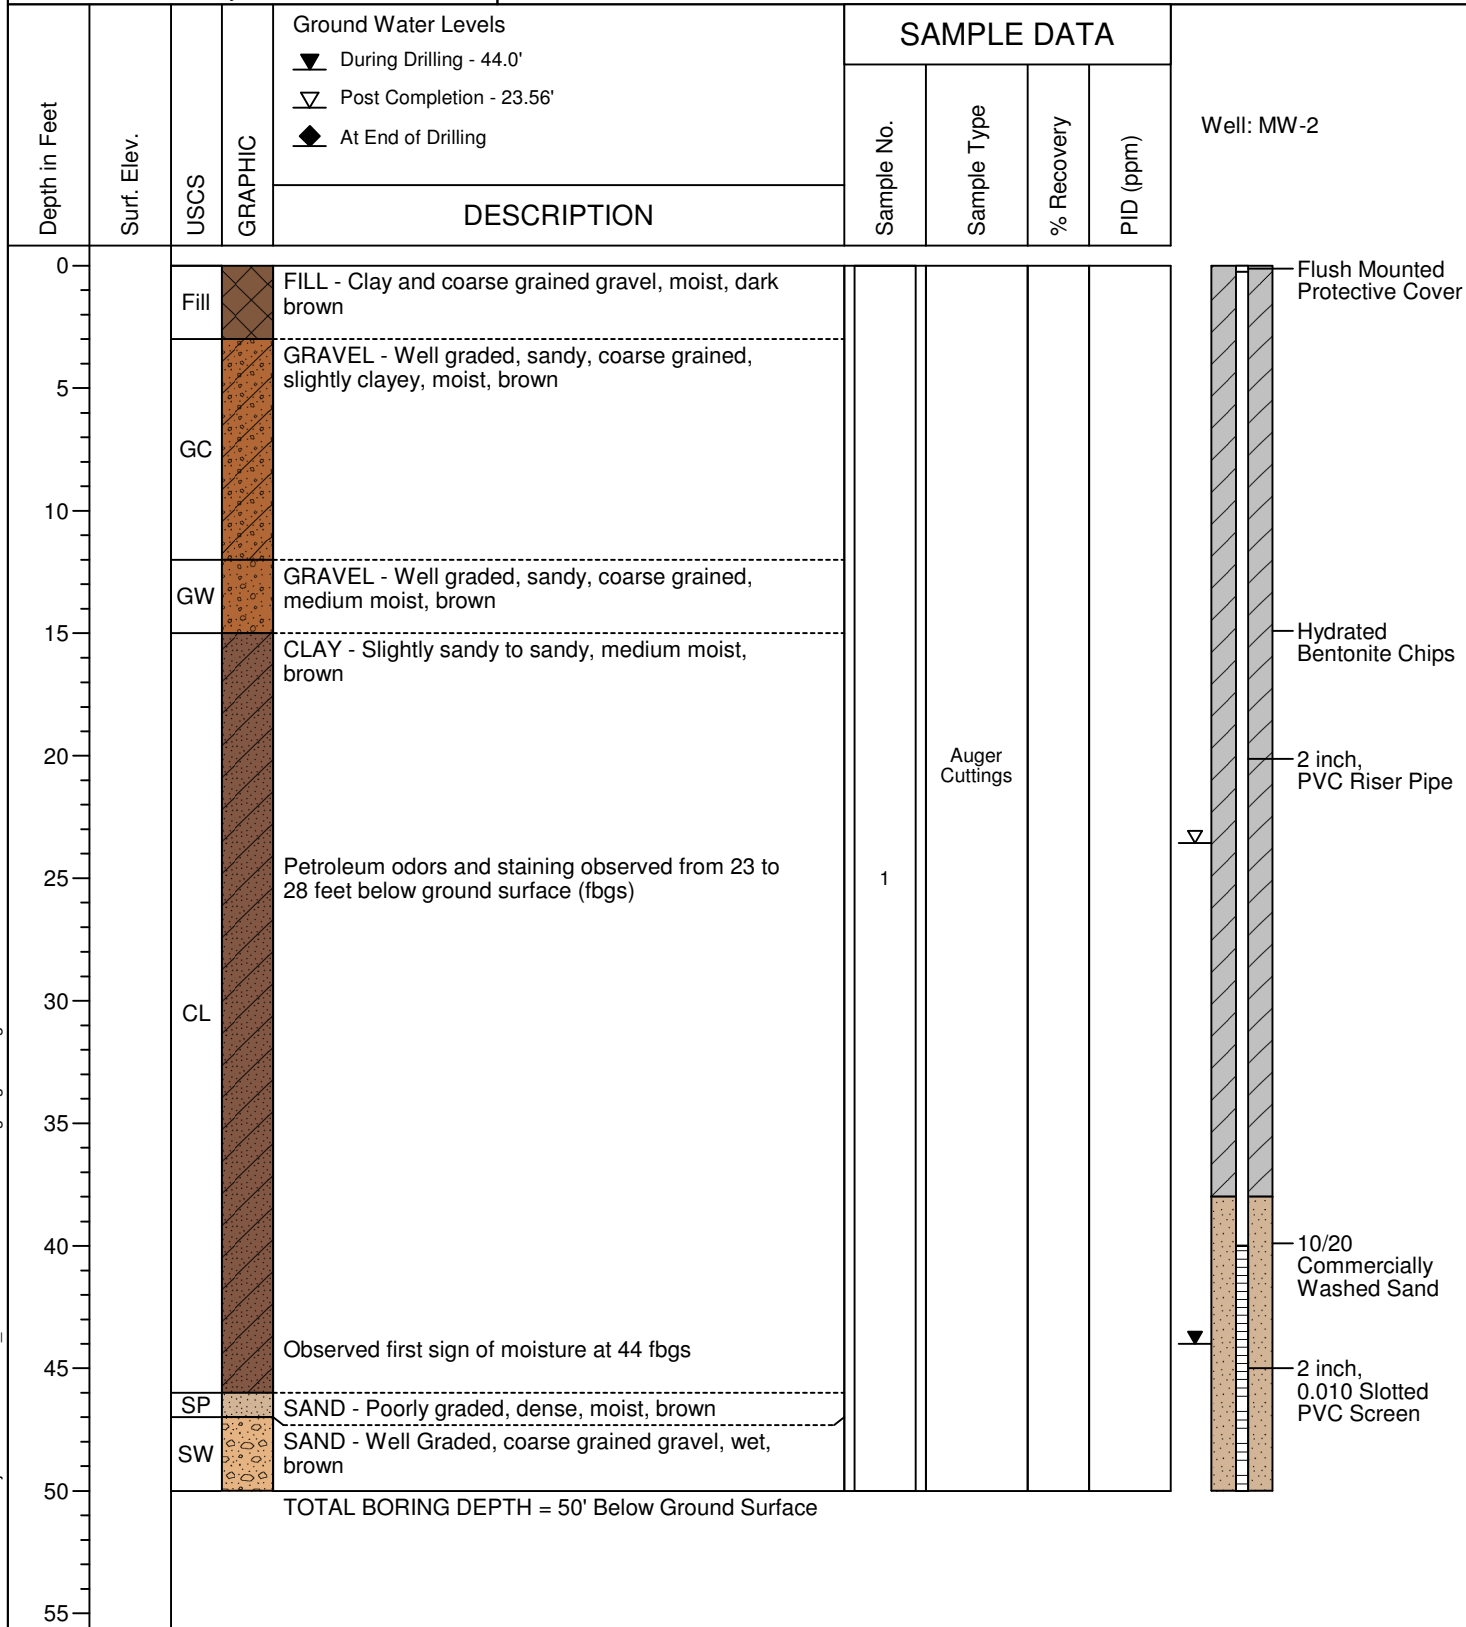 Ground Water Levels
During Drilling - 44.0'
Post Completion - 23.56'
At End of Drilling
SAMPLE DATA
Well: MW-2
Depth in Feet
Surf. Elev.
USCS
GRAPHIC
DESCRIPTION
Sample No.
Sample Type
% Recovery
PID (ppm)
0
Fill
FILL - Clay and coarse grained gravel, moist, dark
brown
Flush Mounted
Protective Cover
GRAVEL - Well graded, sandy, coarse grained,
slightly clayey, moist, brown
5
GC
10
GRAVEL - Well graded, sandy, coarse grained,
medium moist, brown
GW
15
CLAY - Slightly sandy to sandy, medium moist,
brown
Hydrated
Bentonite Chips
20
Auger
Cuttings
2 inch,
PVC Riser Pipe
Petroleum odors and staining observed from 23 to
28 feet below ground surface (fbgs)
25
1
30
CL
35
40
10/20
Commercially
Washed Sand
Observed first sign of moisture at 44 fbgs
45
2 inch,
0.010 Slotted
PVC Screen
SP
SAND - Poorly graded, dense, moist, brown
SW
SAND - Well Graded, coarse grained gravel, wet,
brown
50
TOTAL BORING DEPTH = 50' Below Ground Surface
55